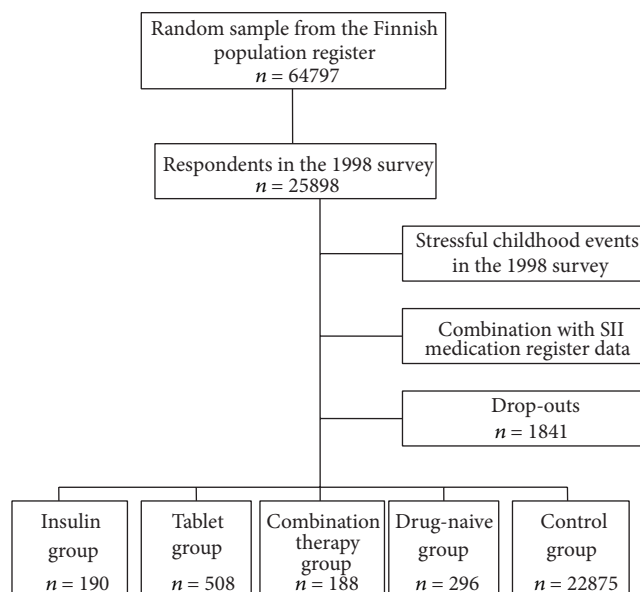 Random sample from the Finnish
population register
n = 64797
Respondents in the 1998 survey
n = 25898
Stressful childhood events
in the 1998 survey
Combination with SII
medication register data
Drop-outs
n = 1841
Insulin
group
n = 190
Tablet
group
n = 508
Combination
therapy
group
n = 188
Drug-naive
group
n = 296
Control
group
n = 22875